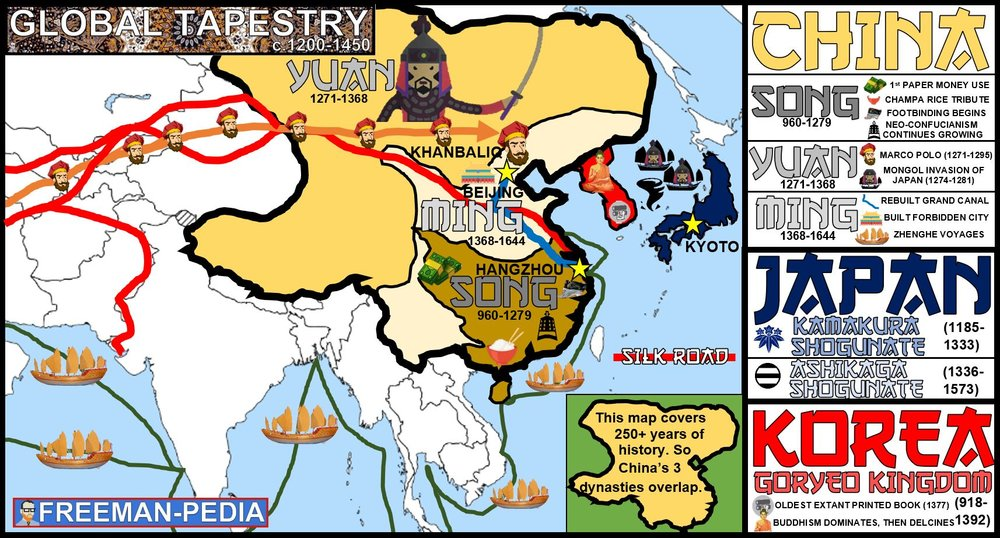 GLOBAL TAPESTRY
c.1200-1450
YUAN
1271-1368
KHANBALIQ
BEIJING
MING
1368-1644
HANGZHOU
SONG
960-1279
KYOTO
SILK ROAD
This map covers
250+ years of
history. So
China's 3
dynasties overlap.
FREEMAN-PEDIA
CHINA
SONG
960-1279
1st PAPER MONEY USE
CHAMPA RICE TRIBUTE
FOOTBINDING BEGINS
NEO-CONFUCIANISM
CONTINUES GROWING
YUAN
1271-1368
MARCO POLO (1271-1295)
MONGOL INVASION OF
JAPAN (1274-1281)
MING
1368-1644
REBUILT GRAND CANAL
BUILT FORBIDDEN CITY
ZHENGHE VOYAGES
JAPAN
KAMAKURA
SHOGUNATE
(1185-
1333)
ASHIKAGA
SHOGUNATE
(1336-
1573)
KOREA
GORYEO KINGDOM
(918-
1392)
OLDEST EXTANT PRINTED BOOK (1377)
BUDDHISM DOMINATES, THEN DELCINES